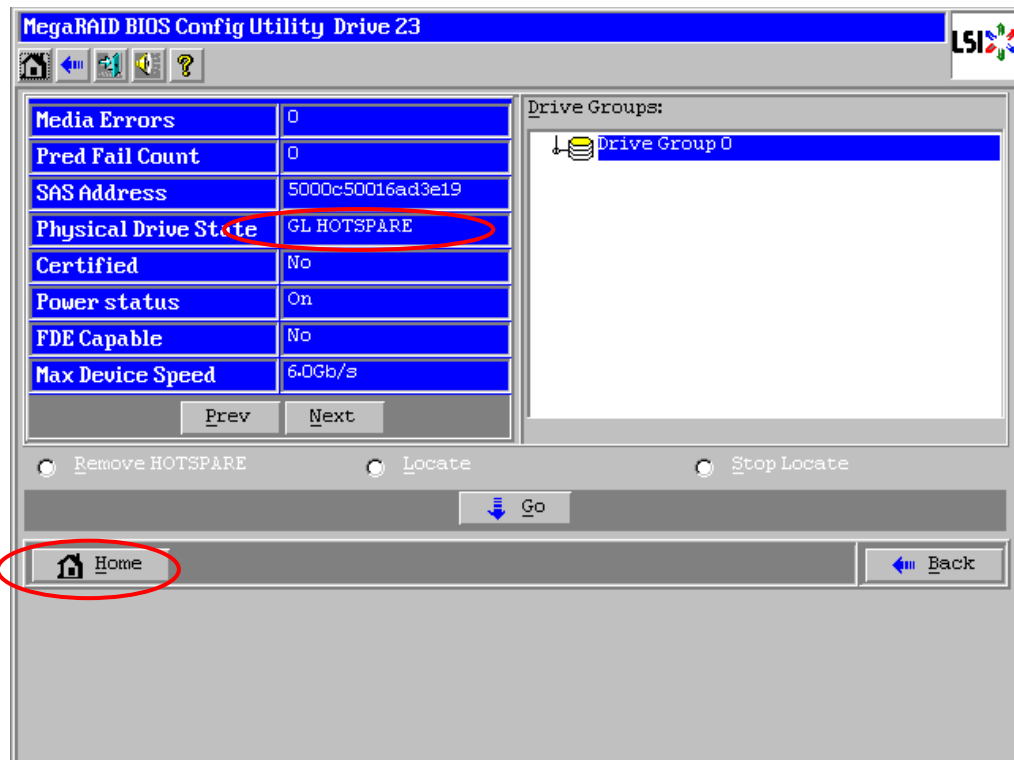 MegaRAID BIOS Config Utility Drive 23
LSI
Media Errors 0
Pred Fail Count 0
SAS Address 5000c50016ad3e19
Physical Drive State GL HOTSPARE
Certified No
Power status On
FDE Capable No
Max Device Speed 6.0Gb/s
Prev Next
Drive Groups:
Drive Group 0
Remove HOTSPARE Locate Stop Locate
Go
Home Back